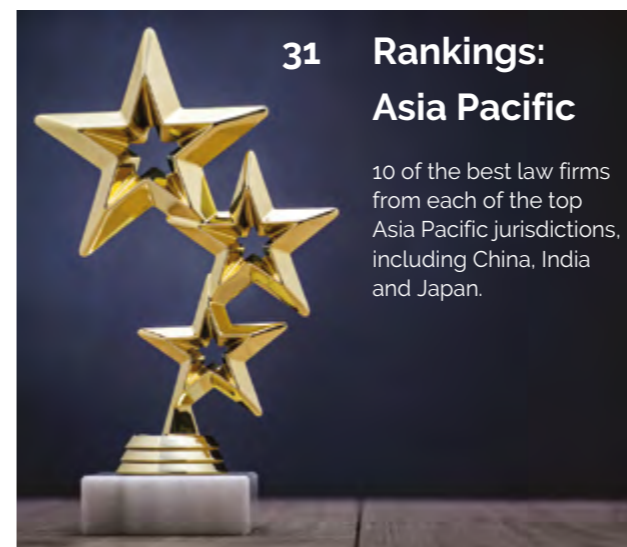 31
Rankings:
Asia Pacific
10 of the best law firms
from each of the top
Asia Pacific jurisdictions,
including China, India
and Japan.